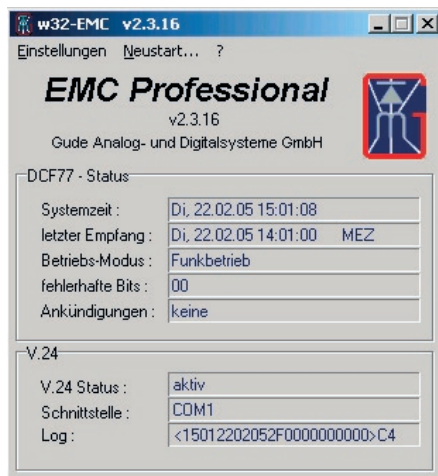 w32-EMC v2.3.16
Einstellungen Neustart... ?
EMC Professional
v2.3.16
Gude Analog- und Digitalsysteme GmbH
DCF77 - Status
Systemzeit : Di, 22.02.05 15:01:08
letzter Empfang : Di, 22.02.05 14:01:00 MEZ
Betriebs-Modus : Funkbetrieb
fehlerhafte Bits : 00
Ankündigungen : keine
V.24
V.24 Status : aktiv
Schnittstelle : COM1
Log : <15012202052F0000000000>C4